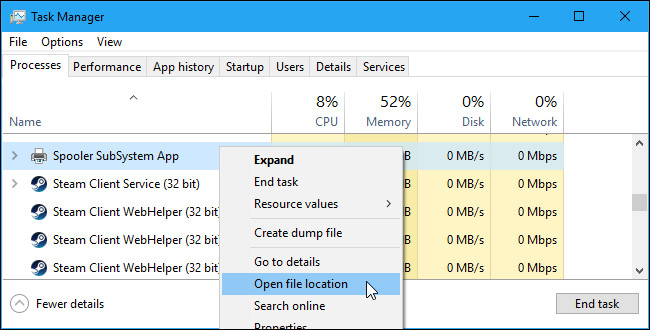 Task Manager
File Options View
Processes Performance App history Startup Users Details Services
8% 52% 0% 0%
Name CPU Memory Disk Network
Spooler SubSystem App B 0 MB/s 0 Mbps
Steam Client Service (32 bit) B 0 MB/s 0 Mbps
Steam Client WebHelper (32 bit) B 0 MB/s 0 Mbps
Steam Client WebHelper (32 bit) B 0 MB/s 0 Mbps
Steam Client WebHelper (32 bit) B 0 MB/s 0 Mbps
Expand
End task
Resource values
Create dump file
Go to details
Open file location
Search online
Properties
Fewer details End task